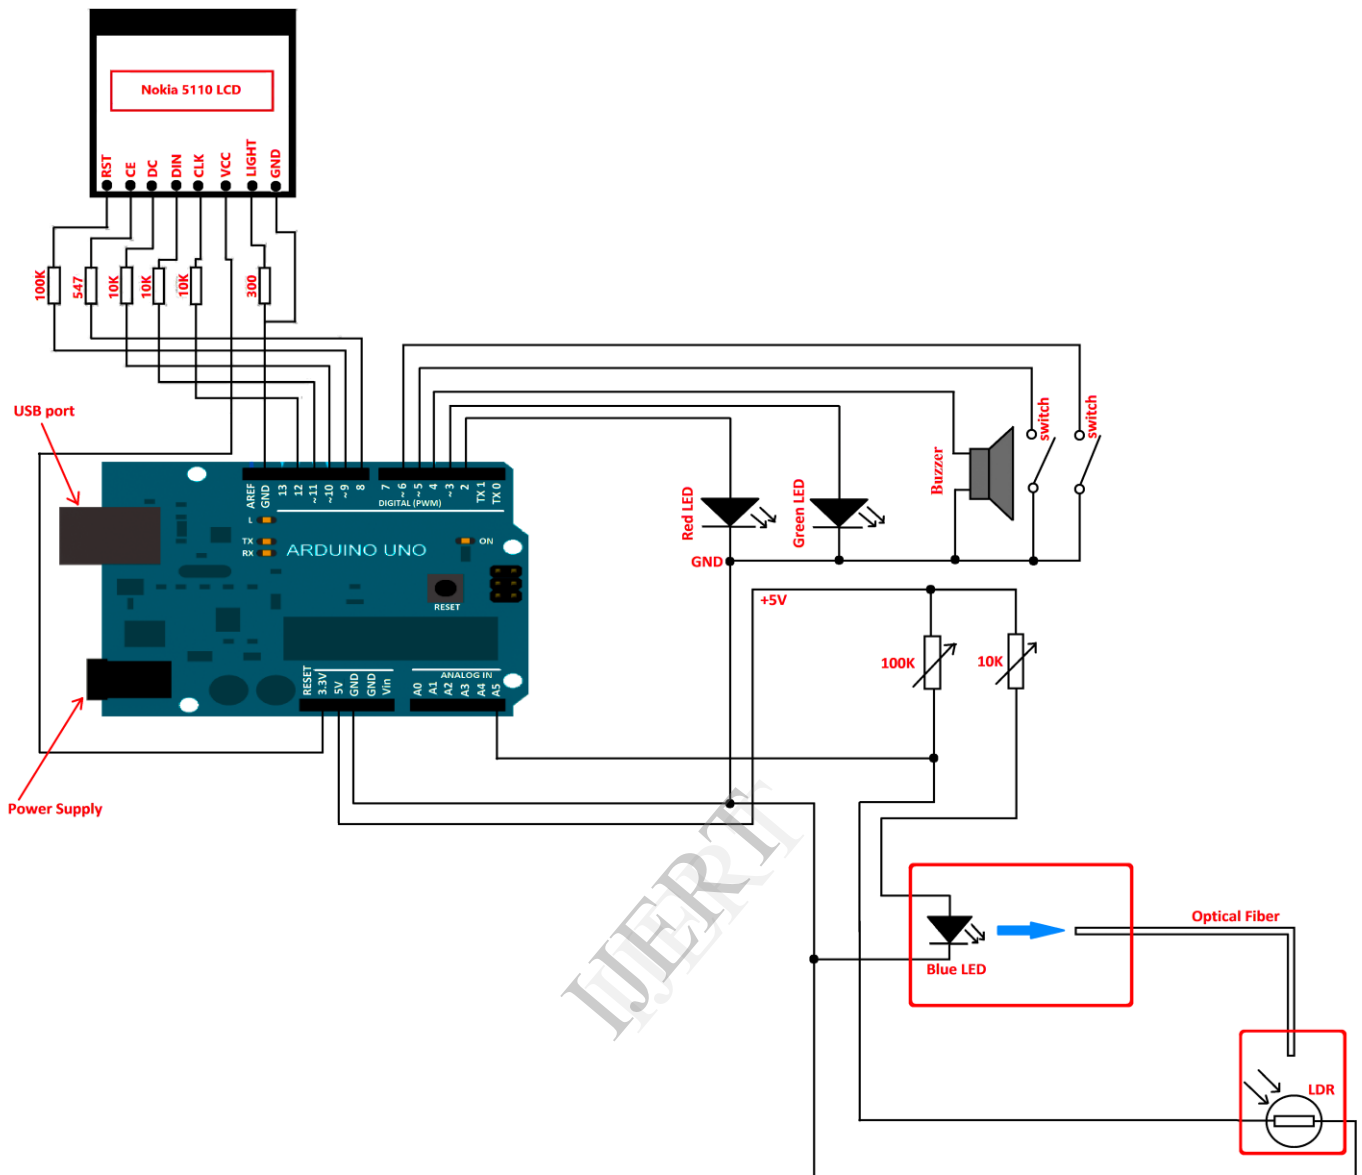 Nokia 5110 LCD
RST
CE
DC
DIN
CLK
VCC
LIGHT
GND
100K
547
10K
10K
10K
300
USB port
AREF
GND
13
12
~11
~10
~9
8
7
~6
~5
4
~3
2
TX 1
TX 0
DIGITAL (PWM)
L
TX
RX
ARDUINO UNO
ON
RESET
RESET
3.3V
5V
GND
GND
Vin
ANALOG IN
A0
A1
A2
A3
A4
A5
Power Supply
Red LED
Green LED
Buzzer
switch
switch
GND
+5V
100K
10K
Blue LED
Optical Fiber
LDR
IJERT